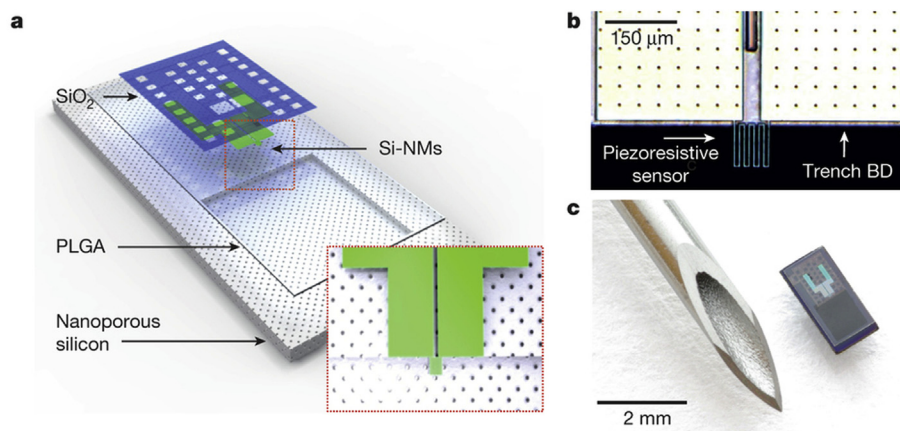 a
SiO2
Si-NMs
PLGA
Nanoporous
silicon
b
150 μm
Piezoresistive
sensor
Trench BD
c
2 mm